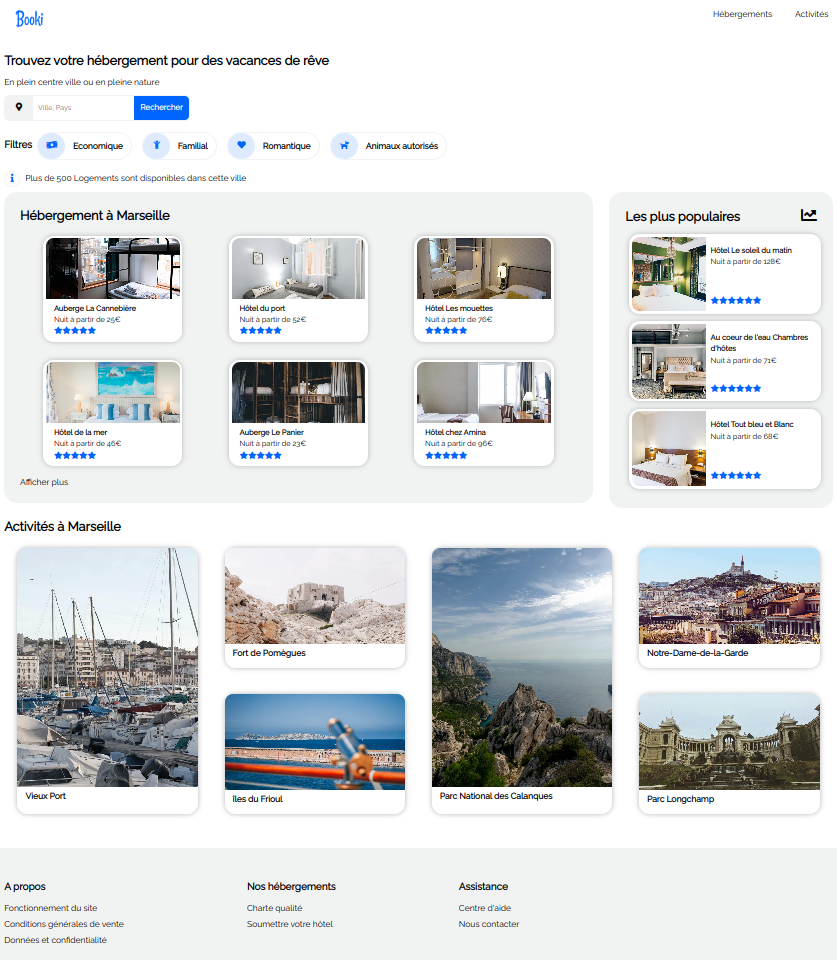 Booki
Hébergements
Activités
Trouvez votre hébergement pour des vacances de rêve
En plein centre ville ou en pleine nature
Ville, Pays
Rechercher
Filtres
Economique
Familial
Romantique
Animaux autorisés
Plus de 500 Logements sont disponibles dans cette ville
Hébergement à Marseille
Auberge La Cannebière
Nuit à partir de 25€
Hôtel du port
Nuit à partir de 52€
Hôtel Les mouettes
Nuit à partir de 76€
Hôtel de la mer
Nuit à partir de 46€
Auberge Le Panier
Nuit à partir de 23€
Hôtel chez Amina
Nuit à partir de 96€
Afficher plus
Les plus populaires
Hôtel Le soleil du matin
Nuit à partir de 128€
Au coeur de l'eau Chambres
d'hôtes
Nuit à partir de 71€
Hôtel Tout bleu et Blanc
Nuit à partir de 68€
Activités à Marseille
Vieux Port
Fort de Pomègues
îles du Frioul
Parc National des Calanques
Notre-Dame-de-la-Garde
Parc Longchamp
A propos
Fonctionnement du site
Conditions générales de vente
Données et confidentialité
Nos hébergements
Charte qualité
Soumettre votre hôtel
Assistance
Centre d'aide
Nous contacter